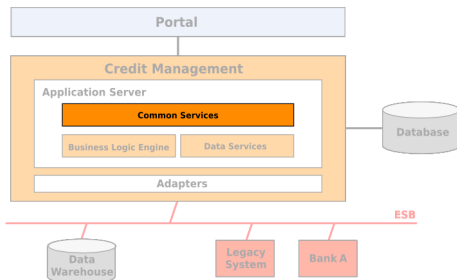 Portal
Credit Management
Application Server
Common Services
Business Logic Engine
Data Services
Database
Adapters
ESB
Data
Warehouse
Legacy
System
Bank A